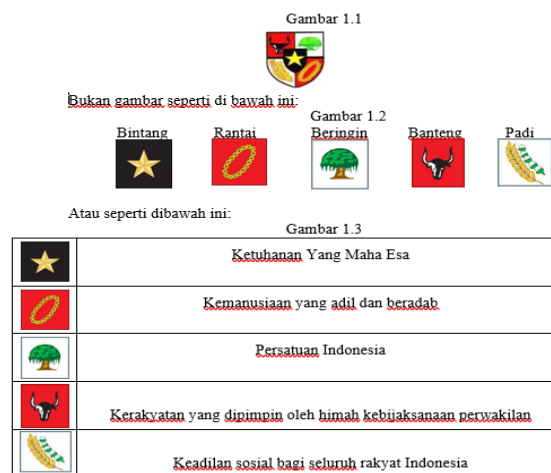 Gambar 1.1
Bukan gambar seperti di bawah ini:
Gambar 1.2
Bintang Rantai Beringin Banteng Padi
Atau seperti dibawah ini:
Gambar 1.3
Ketuhanan Yang Maha Esa
Kemanusiaan yang adil dan beradab
Persatuan Indonesia
Kerakyatan yang dipimpin oleh himah kebijaksanaan perwakilan
Keadilan sosial bagi seluruh rakyat Indonesia